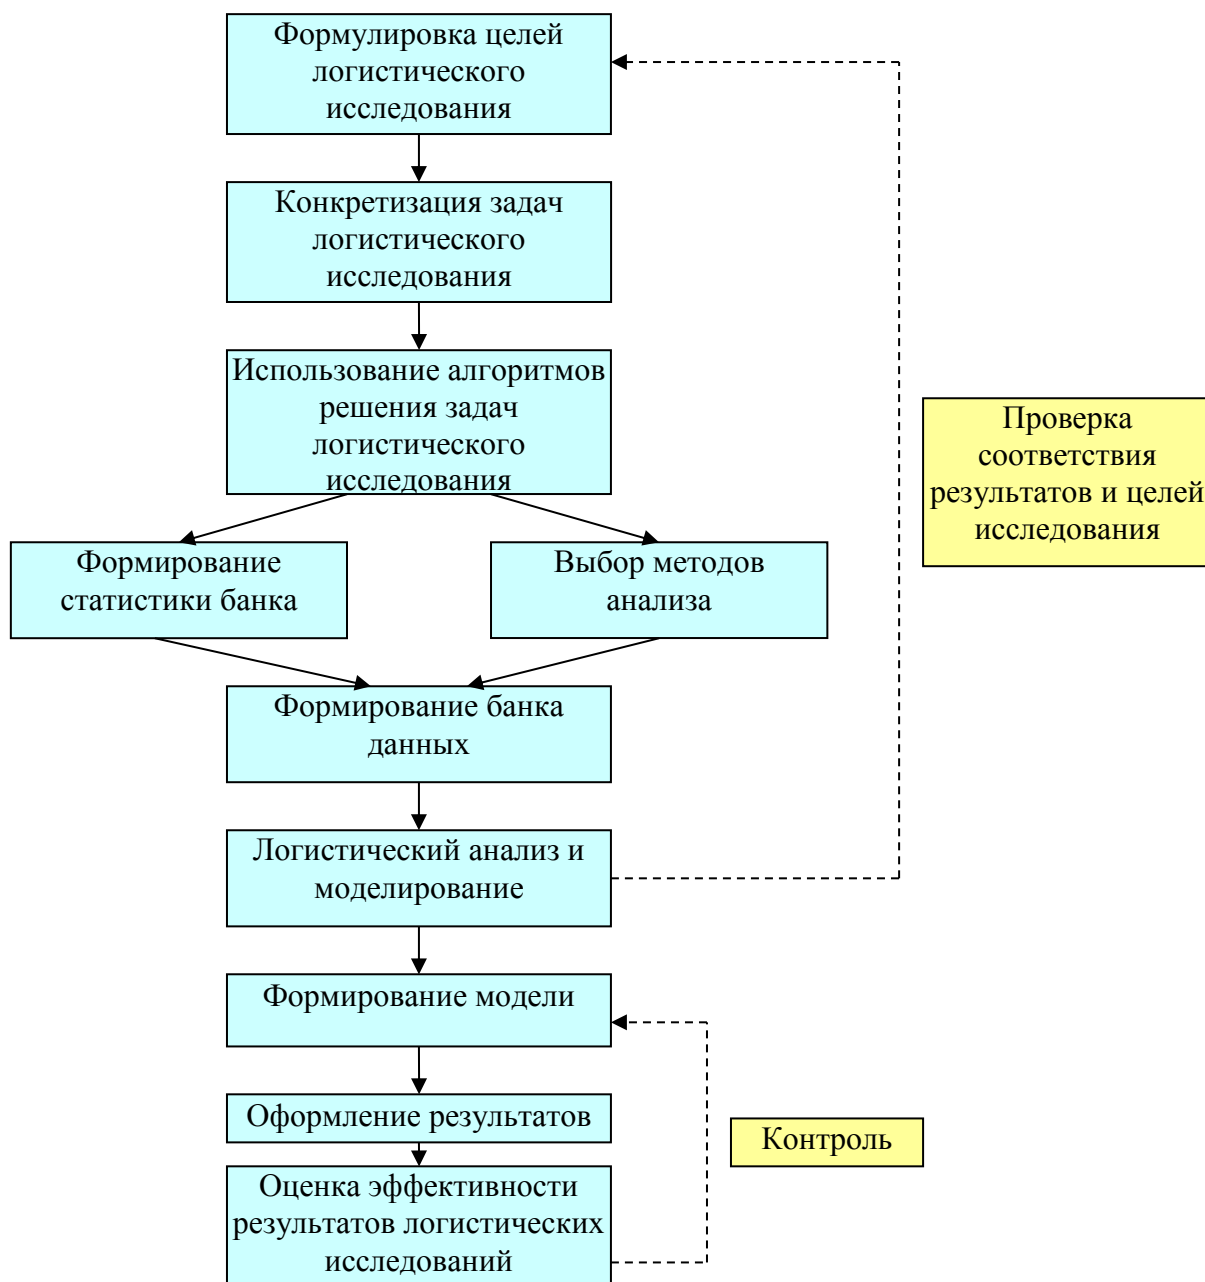 Формулировка целей
логистического
исследования
Конкретизация задач
логистического
исследования
Использование алгоритмов
решения задач
логистического
исследования
Проверка
соответствия
результатов и целей
исследования
Формирование
статистики банка
Выбор методов
анализа
Формирование банка
данных
Логистический анализ и
моделирование
Формирование модели
Оформление результатов
Контроль
Оценка эффективности
результатов логистических
исследований